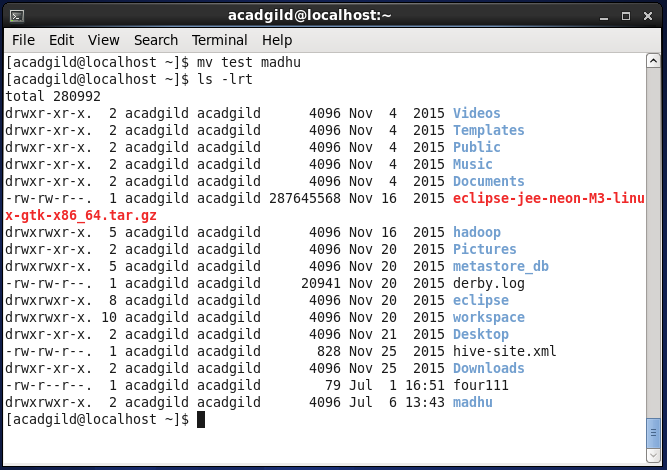 acadgild@localhost:~
File Edit View Search Terminal Help
[acadgild@localhost ~]$ mv test madhu
[acadgild@localhost ~]$ ls -lrt
total 280992
drwxr-xr-x. 2 acadgild acadgild 4096 Nov 4 2015 Videos
drwxr-xr-x. 2 acadgild acadgild 4096 Nov 4 2015 Templates
drwxr-xr-x. 2 acadgild acadgild 4096 Nov 4 2015 Public
drwxr-xr-x. 2 acadgild acadgild 4096 Nov 4 2015 Music
drwxr-xr-x. 2 acadgild acadgild 4096 Nov 4 2015 Documents
-rw-rw-r--. 1 acadgild acadgild 287645568 Nov 16 2015 eclipse-jee-neon-M3-linu
x-gtk-x86_64.tar.gz
drwxrwxr-x. 5 acadgild acadgild 4096 Nov 16 2015 hadoop
drwxr-xr-x. 2 acadgild acadgild 4096 Nov 20 2015 Pictures
drwxrwxr-x. 5 acadgild acadgild 4096 Nov 20 2015 metastore_db
-rw-rw-r--. 1 acadgild acadgild 20941 Nov 20 2015 derby.log
drwxrwxr-x. 8 acadgild acadgild 4096 Nov 20 2015 eclipse
drwxrwxr-x. 10 acadgild acadgild 4096 Nov 20 2015 workspace
drwxr-xr-x. 2 acadgild acadgild 4096 Nov 21 2015 Desktop
-rw-rw-r--. 1 acadgild acadgild 828 Nov 25 2015 hive-site.xml
drwxr-xr-x. 2 acadgild acadgild 4096 Nov 25 2015 Downloads
-rw-r--r--. 1 acadgild acadgild 79 Jul 1 16:51 four111
drwxrwxr-x. 2 acadgild acadgild 4096 Jul 6 13:43 madhu
[acadgild@localhost ~]$